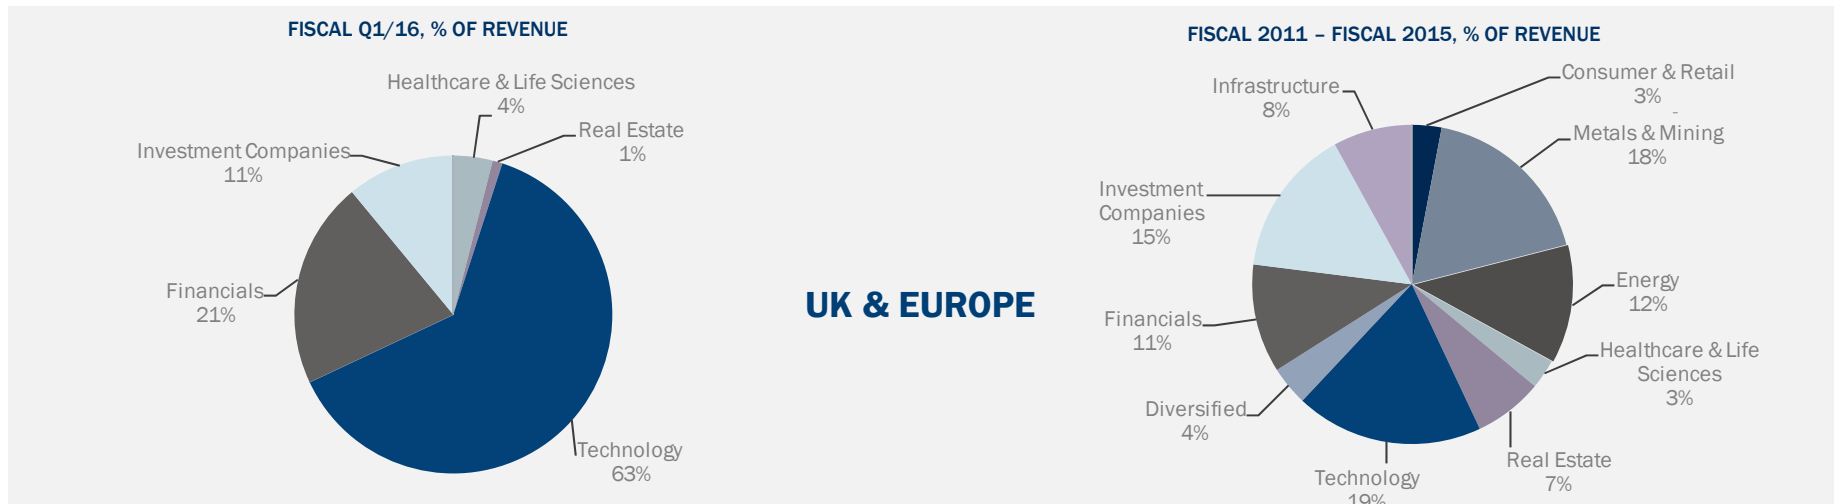 FISCAL Q1/16, % OF REVENUE
Healthcare & Life Sciences
4%
Real Estate
1%
Investment Companies
11%
Financials
21%
Technology
63%
UK & EUROPE
FISCAL 2011 – FISCAL 2015, % OF REVENUE
Infrastructure
8%
Consumer & Retail
3%
-
Metals & Mining
18%
Investment
Companies
15%
Energy
12%
Financials
11%
Healthcare & Life
Sciences
3%
Diversified
4%
Real Estate
7%
Technology
19%